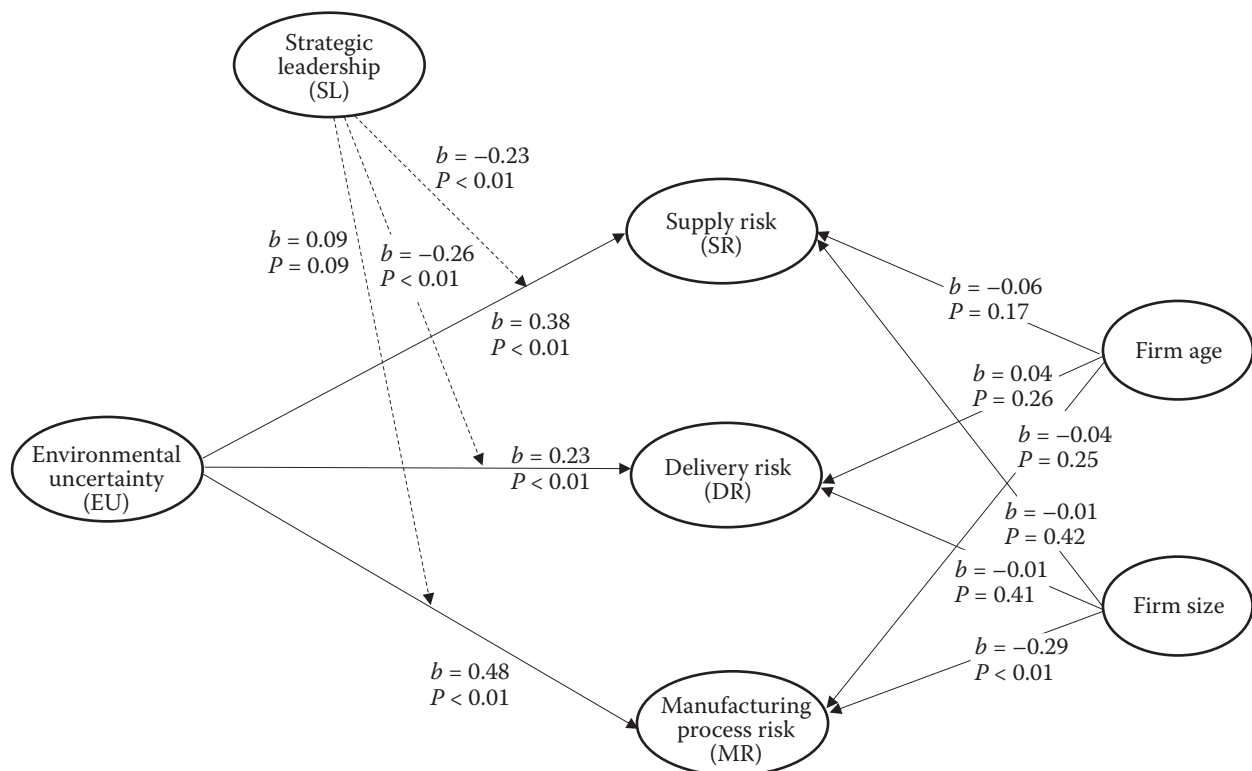 Strategic
leadership
(SL)
b = −0.23
P < 0.01
b = 0.09
P = 0.09
b = −0.26
P < 0.01
Supply risk
(SR)
b = 0.38
P < 0.01
b = −0.06
P = 0.17
Firm age
b = 0.04
P = 0.26
b = −0.04
P = 0.25
Environmental
uncertainty
(EU)
b = 0.23
P < 0.01
Delivery risk
(DR)
b = −0.01
P = 0.42
b = −0.01
P = 0.41
Firm size
b = −0.29
P < 0.01
b = 0.48
P < 0.01
Manufacturing
process risk
(MR)